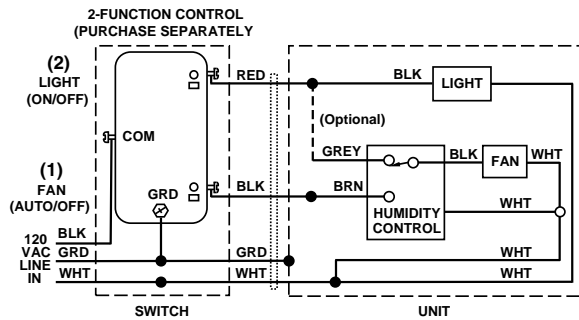 2-FUNCTION CONTROL
(PURCHASE SEPARATELY
(2)
LIGHT
(ON/OFF)
RED
BLK
LIGHT
(Optional)
COM
GREY
BLK
FAN
WHT
(1)
FAN
(AUTO/OFF)
GRD
BLK
BRN
HUMIDITY
CONTROL
WHT
120
VAC
LINE
IN
BLK
GRD
WHT
GRD
WHT
WHT
WHT
SWITCH
UNIT